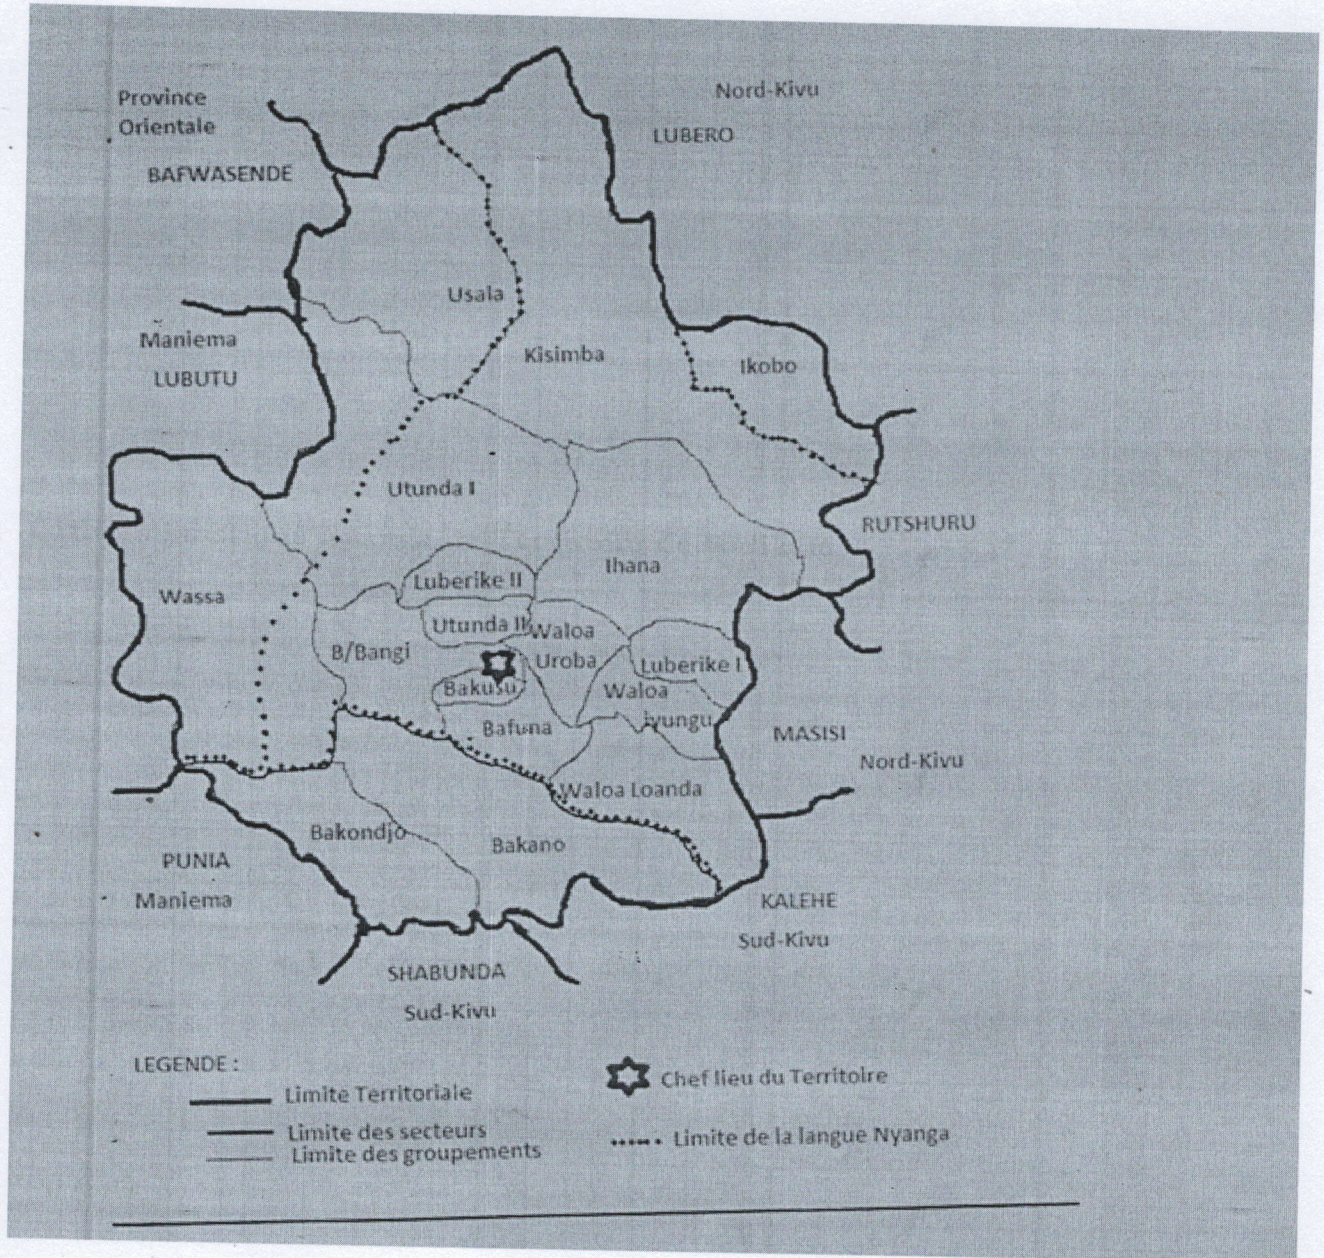 Province
Orientale
BAFWASENDE
Nord-Kivu
LUBERO
Usala
Maniema
LUBUTU
Kisimba
Ikobo
Utunda I
RUTSHURU
Ihana
Luberike II
Wassa
Utunda II
Waloa
Uroba
B/Bangi
Luberike I
Bakusu
Waloa
Iyungu
Bafuna
MASISI
Nord-Kivu
Waloa Loanda
Bakondjo
Bakano
PUNIA
Maniema
KALEHE
Sud-Kivu
SHABUNDA
Sud-Kivu
LEGENDE :
Limite Territoriale
Limite des secteurs
Limite des groupements
Chef lieu du Territoire
Limite de la langue Nyanga